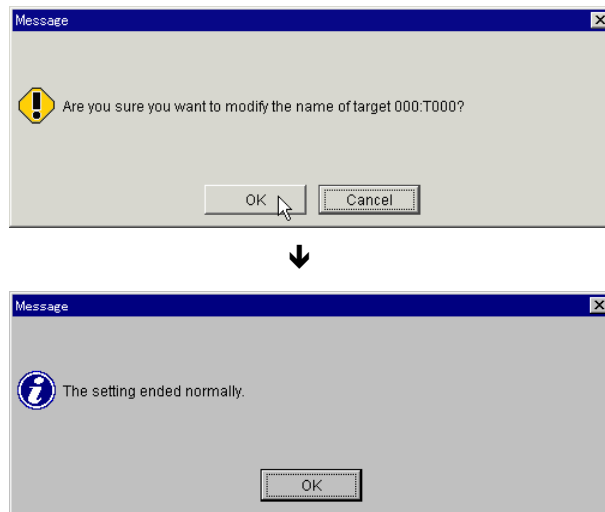 Message
Are you sure you want to modify the name of target 000:T000?
OK Cancel
Message
The setting ended normally.
OK